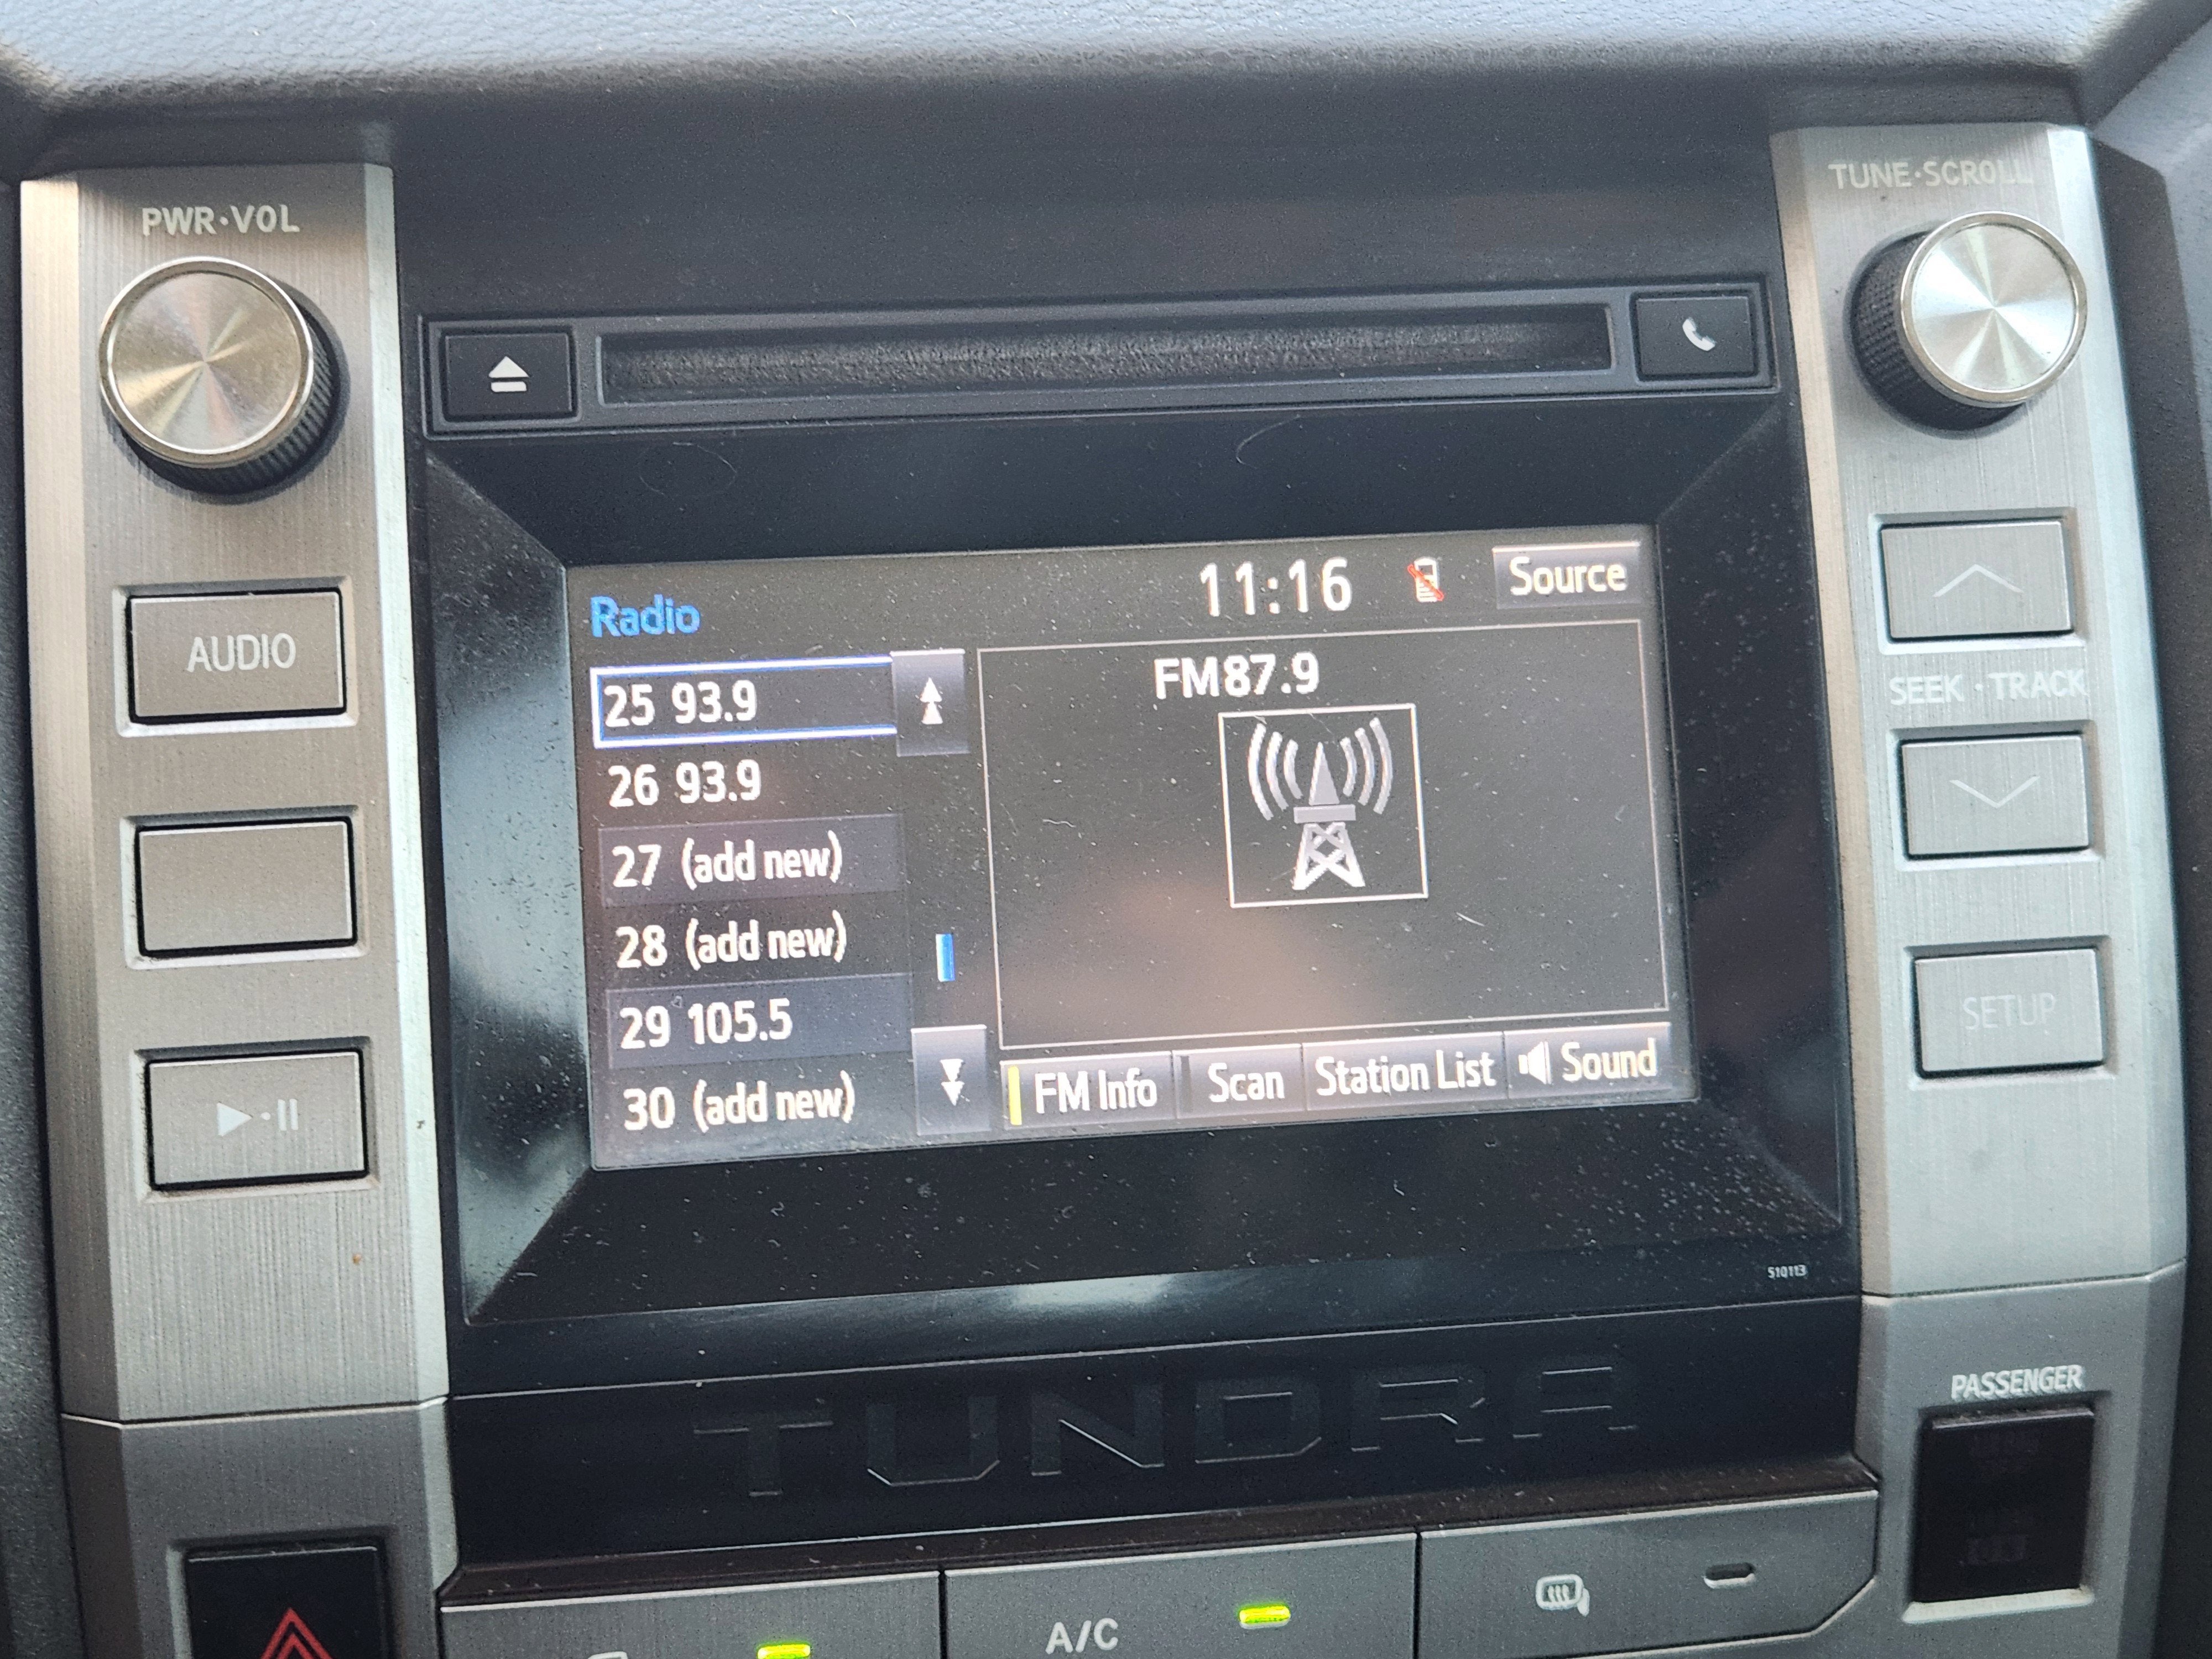 PWR·VOL
TUNE·SCROLL
AUDIO
Radio
11:16
Source
25 93.9
FM87.9
26 93.9
27 (add new)
28 (add new)
29 105.5
30 (add new)
FM Info
Scan
Station List
Sound
SEEK·TRACK
SETUP
510113
TUNDRA
PASSENGER
A/C